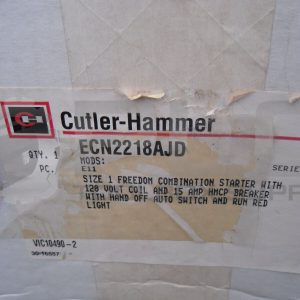 Cutler-Hammer
ECN2218AJD
QTY. 1
MODS:
SERIE
PC.
E11
SIZE 1 FREEDOM COMBINATION STARTER WITH
120 VOLT COIL AND 15 AMP HMCP BREAKER
WITH HAND OFF AUTO SWITCH AND RUN RED
LIGHT
VIC10490-2